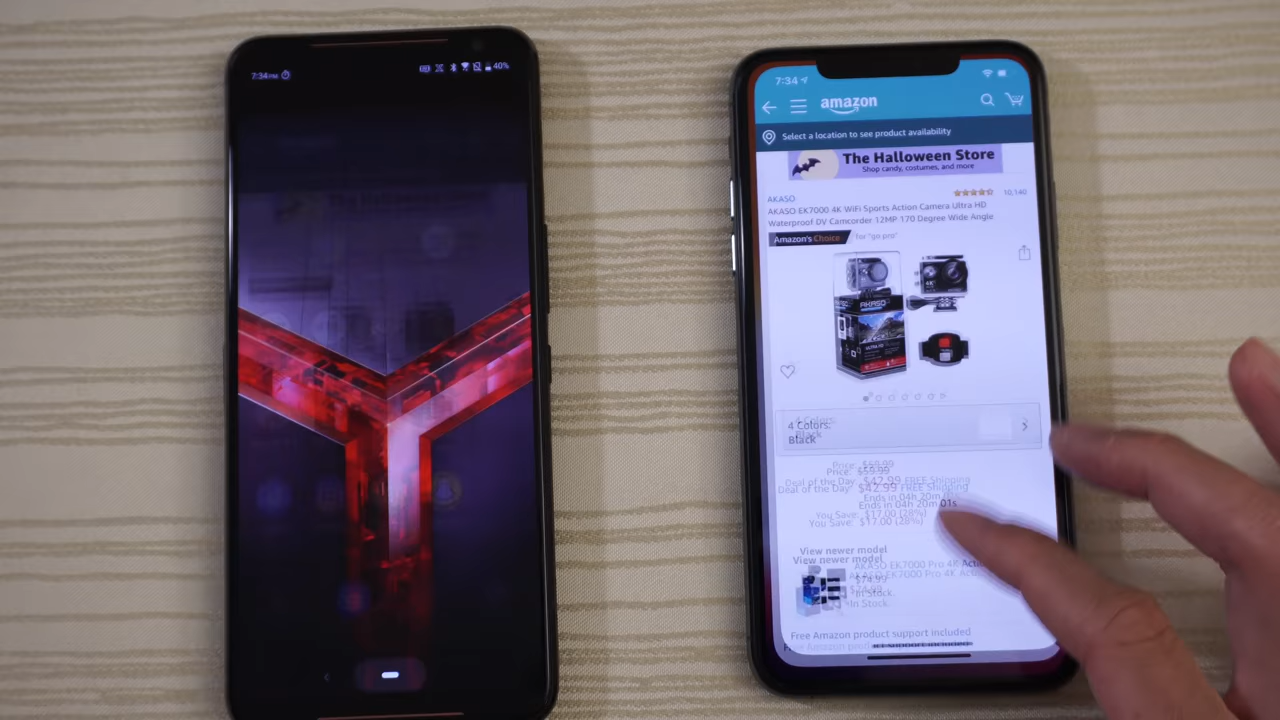 7:34 PM
40%
7:34
amazon
Select a location to see product availability
The Halloween Store
Shop candy, costumes, and more
AKASO
10,140
AKASO EK7000 4K WiFi Sports Action Camera Ultra HD
Waterproof DV Camcorder 12MP 170 Degree Wide Angle
Amazon's Choice for "go pro"
AKASO
4 Colors:
Black
Price: $59.99
Deal of the Day: $42.99 FREE Shipping
Ends in 04h 20m 01s
You Save: $17.00 (28%)
View newer model
AKASO EK7000 Pro 4K
$74.99
In Stock.
Free Amazon product support included